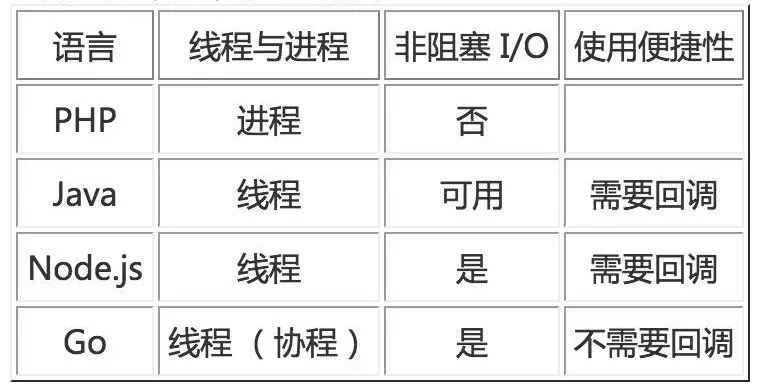 语言 线程与进程 非阻塞 I/O 使用便捷性
PHP 进程 否
Java 线程 可用 需要回调
Node.js 线程 是 需要回调
Go 线程（协程） 是 不需要回调